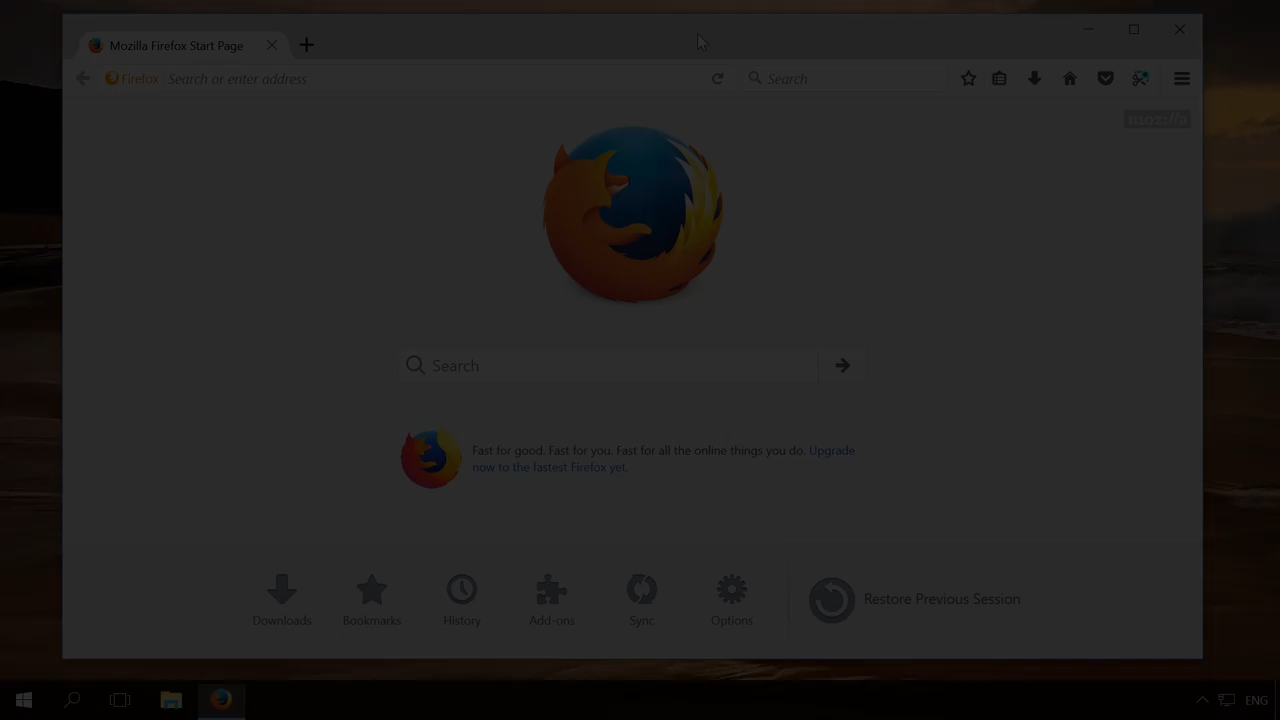 Mozilla Firefox Start Page
Firefox Search or enter address
Search
moz://a
Search
Fast for good. Fast for you. Fast for all the online things you do. Upgrade
now to the lastest Firefox yet.
Downloads
Bookmarks
History
Add-ons
Sync
Options
Restore Previous Session
ENG